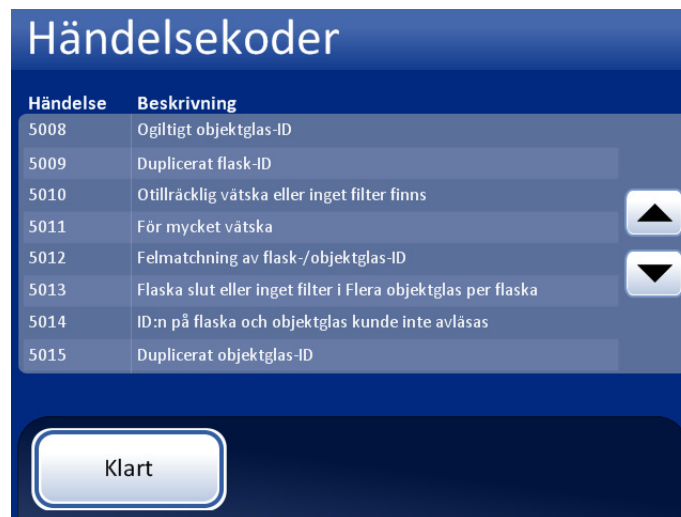 Händelsekoder
Händelse Beskrivning
5008 Ogiltigt objektglas-ID
5009 Duplicerat flask-ID
5010 Otillräcklig vätska eller inget filter finns
5011 För mycket vätska
5012 Felmatchning av flask-/objektglas-ID
5013 Flaska slut eller inget filter i Flera objektglas per flaska
5014 ID:n på flaska och objektglas kunde inte avläsas
5015 Duplicerat objektglas-ID
Klart